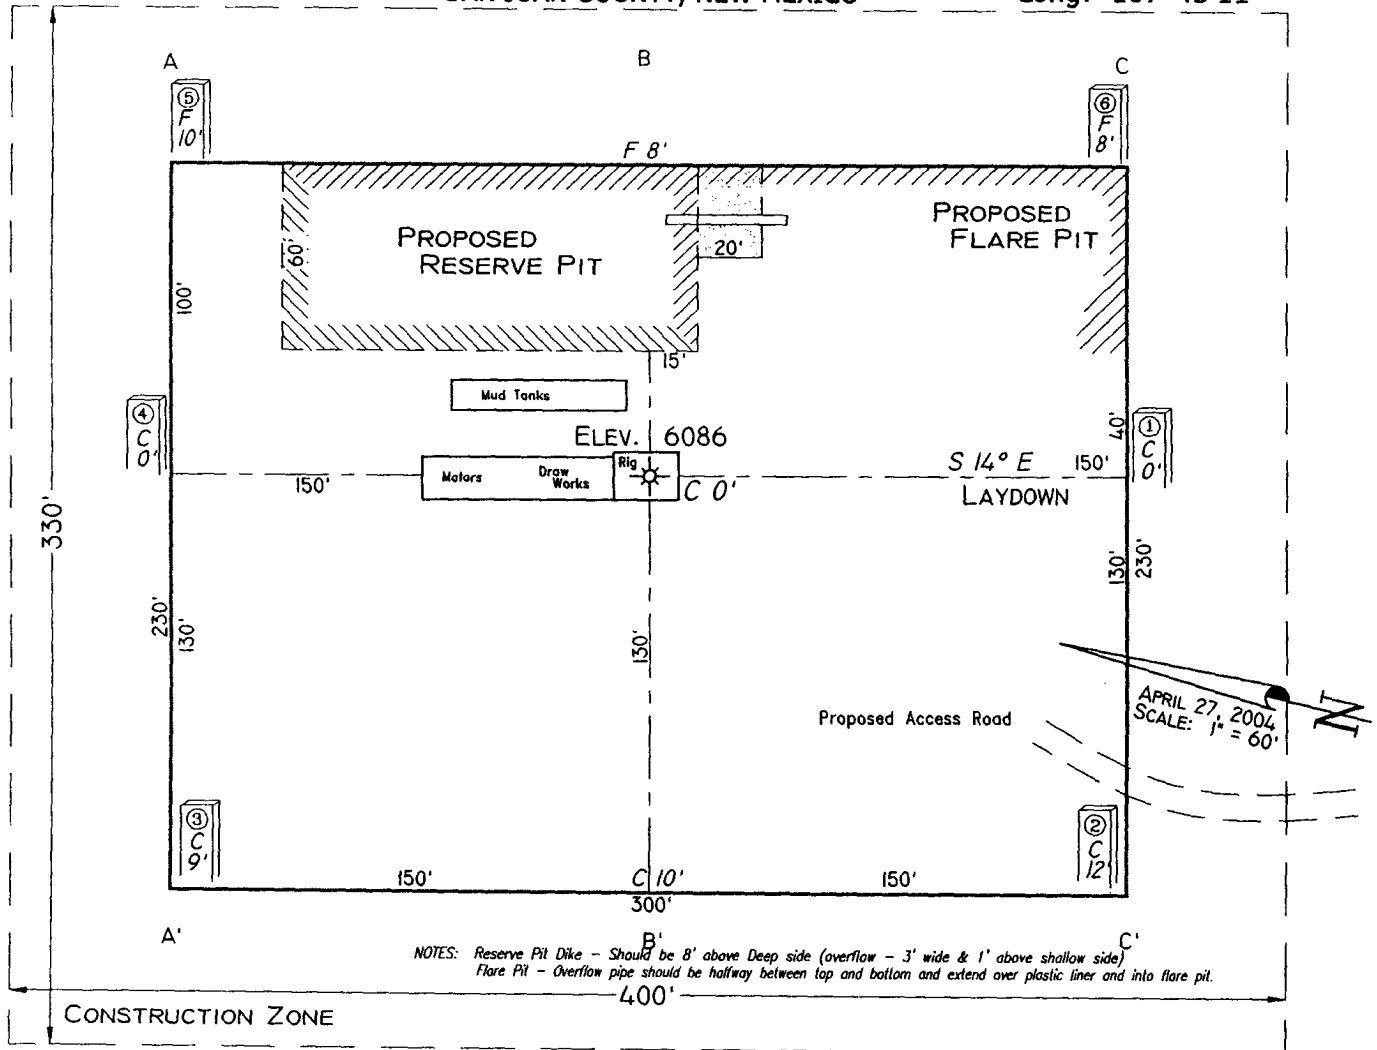 A
B
C
⑤
F
10'
⑥
F
8'
F 8'
PROPOSED
RESERVE PIT
60'
20'
PROPOSED
FLARE PIT
100'
15'
Mud Tanks
④
C
0'
ELEV. 6086
40'
①
C
0'
Rig
Motors
Draw
Works
C 0'
150'
S 14° E
150'
LAYDOWN
330'
130'
230'
230'
130'
130'
APRIL 27, 2004
SCALE: 1" = 60'
N
Proposed Access Road
③
C
9'
②
C
12'
150'
C 10'
150'
300'
A'
B'
C'
NOTES: Reserve Pit Dike – Should be 8' above Deep side (overflow – 3' wide & 1' above shallow side)
Flare Pit – Overflow pipe should be halfway between top and bottom and extend over plastic liner and into flare pit.
400'
CONSTRUCTION ZONE